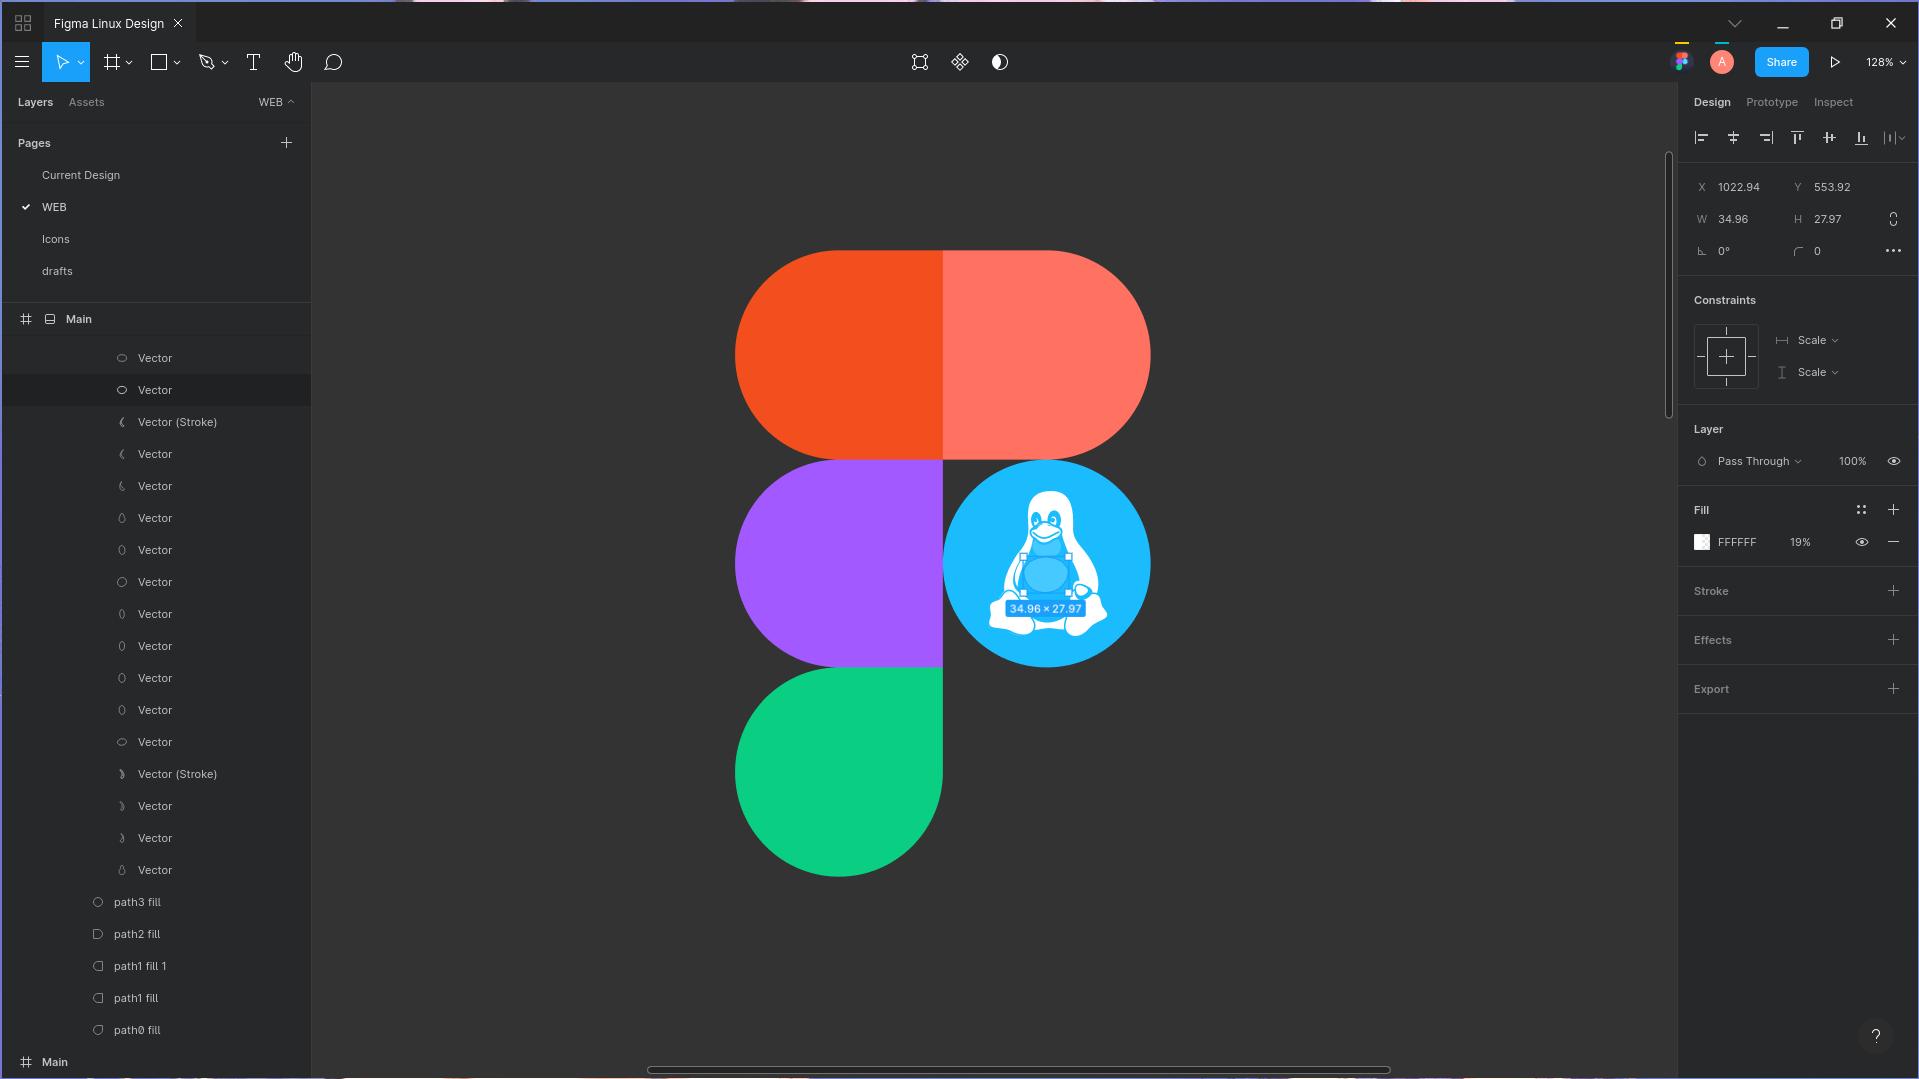 Figma Linux Design
A
Share
128%
Layers Assets WEB
Pages
Current Design
WEB
Icons
drafts
Main
Vector
Vector
Vector (Stroke)
Vector
Vector
Vector
Vector
Vector
Vector
Vector
Vector
Vector
Vector
Vector (Stroke)
Vector
Vector
Vector
path3 fill
path2 fill
path1 fill 1
path1 fill
path0 fill
Main
34.96 × 27.97
Design Prototype Inspect
X 1022.94 Y 553.92
W 34.96 H 27.97
0° 0
Constraints
Scale
Scale
Layer
Pass Through 100%
Fill
FFFFFF 19%
Stroke
Effects
Export
?